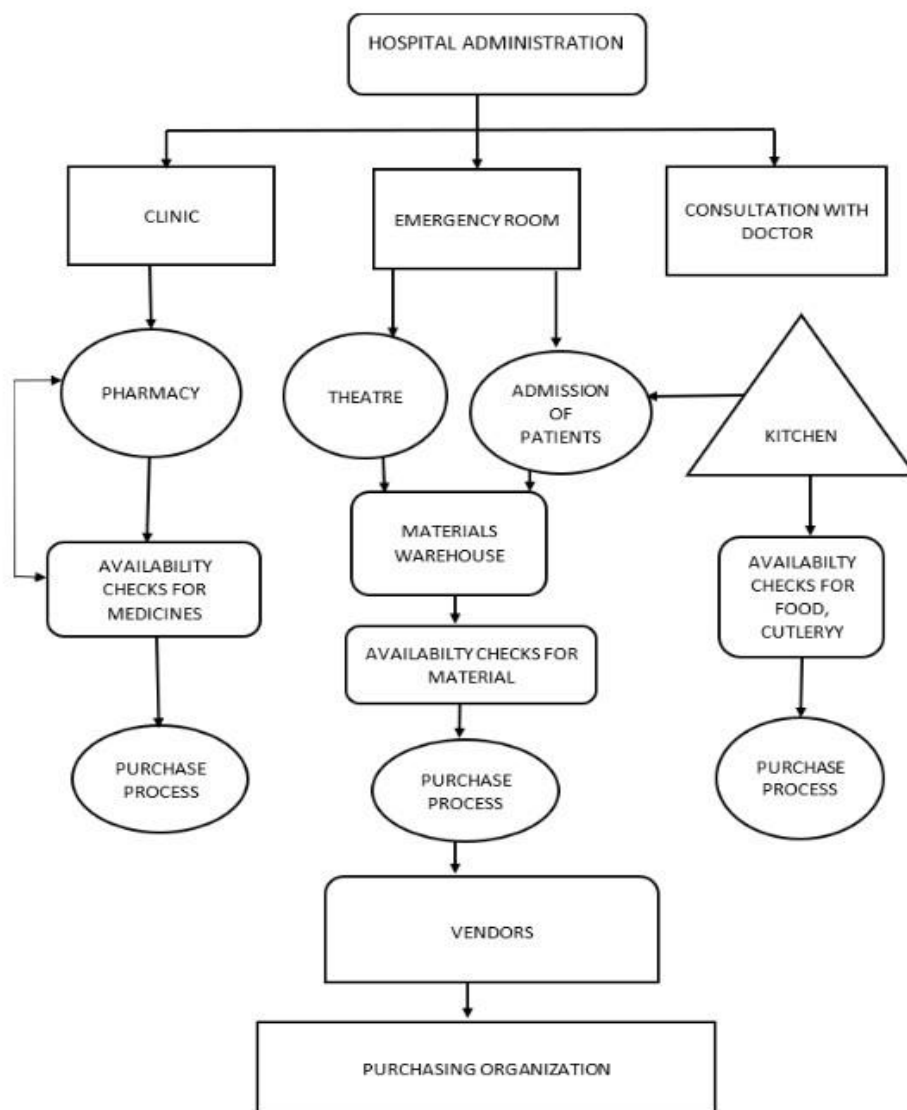 HOSPITAL ADMINISTRATION
CLINIC
EMERGENCY ROOM
CONSULTATION WITH
DOCTOR
PHARMACY
THEATRE
ADMISSION
OF
PATIENTS
KITCHEN
AVAILABILITY
CHECKS FOR
MEDICINES
MATERIALS
WAREHOUSE
AVAILABILTY
CHECKS FOR
FOOD,
CUTLERYY
AVAILABILTY CHECKS FOR
MATERIAL
PURCHASE
PROCESS
PURCHASE
PROCESS
PURCHASE
PROCESS
VENDORS
PURCHASING ORGANIZATION